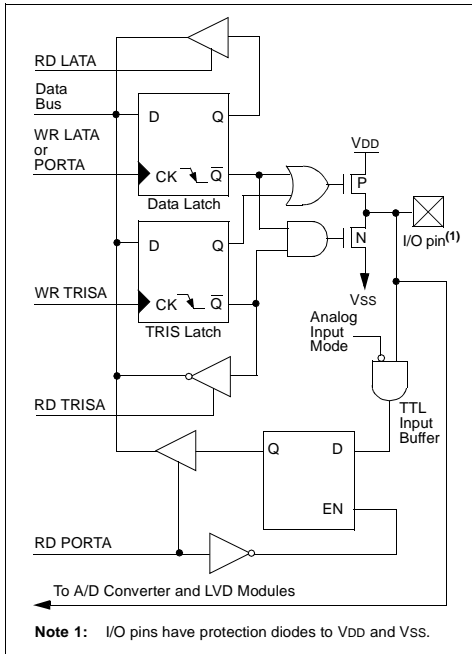 RD LATA
Data
Bus
D Q
WR LATA
or
PORTA
CK Q
Data Latch
VDD
P
N
I/O pin(1)
VSS
D Q
WR TRISA
CK Q
TRIS Latch
Analog
Input
Mode
TTL
Input
Buffer
RD TRISA
Q D
EN
RD PORTA
To A/D Converter and LVD Modules
Note 1: I/O pins have protection diodes to VDD and VSS.